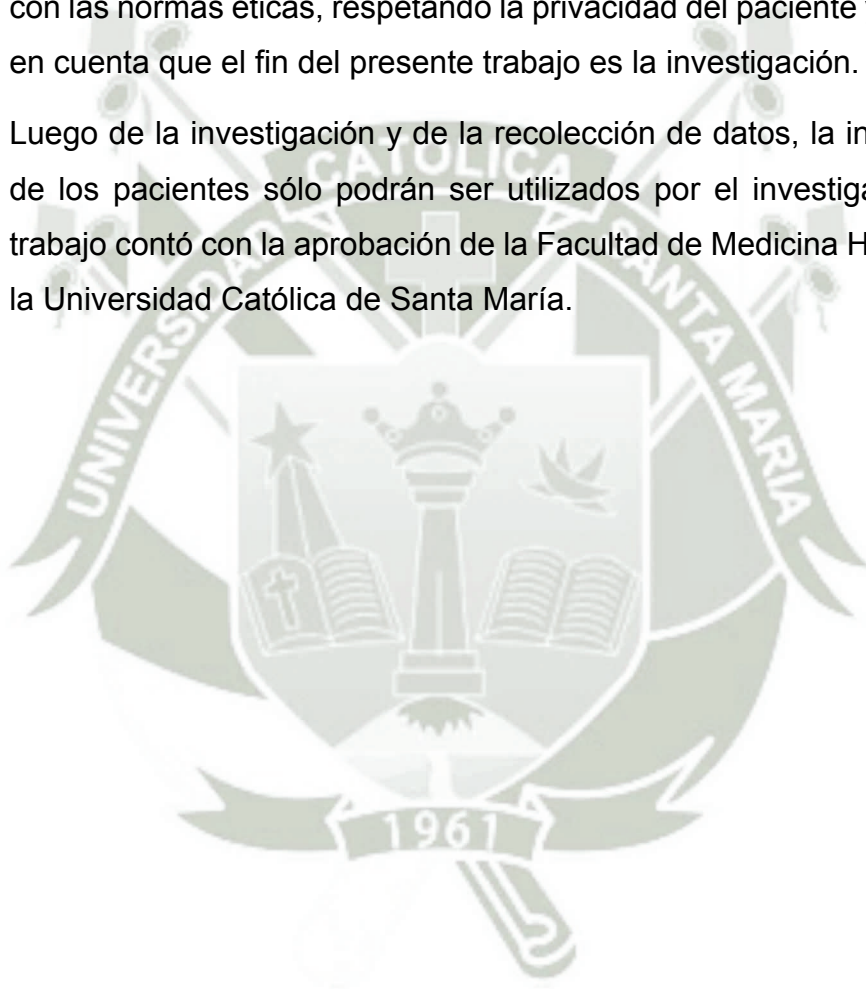 con las normas éticas, respetando la privacidad del paciente
en cuenta que el fin del presente trabajo es la investigación.
Luego de la investigación y de la recolección de datos, la
de los pacientes sólo podrán ser utilizados por el
trabajo contó con la aprobación de la Facultad de Medicina
la Universidad Católica de Santa María.
CATOLICA
UNIVERSIDAD
SANTA MARIA
1961